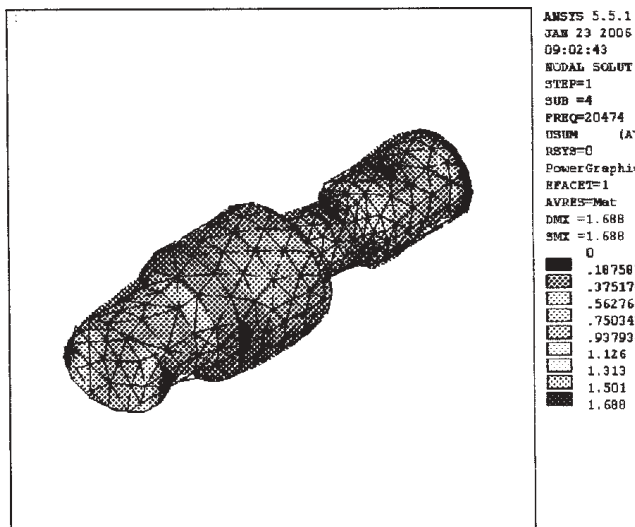 ANSYS 5.5.1
JAN 23 2006
09:02:43
NODAL SOLUT
STEP=1
SUB =4
FREQ=20474
USUM (AV
RSYS=0
PowerGraphic
EFACET=1
AVRES=Mat
DMX =1.688
SMX =1.688
0
.18758
.37517
.56276
.75034
.93793
1.126
1.313
1.501
1.688